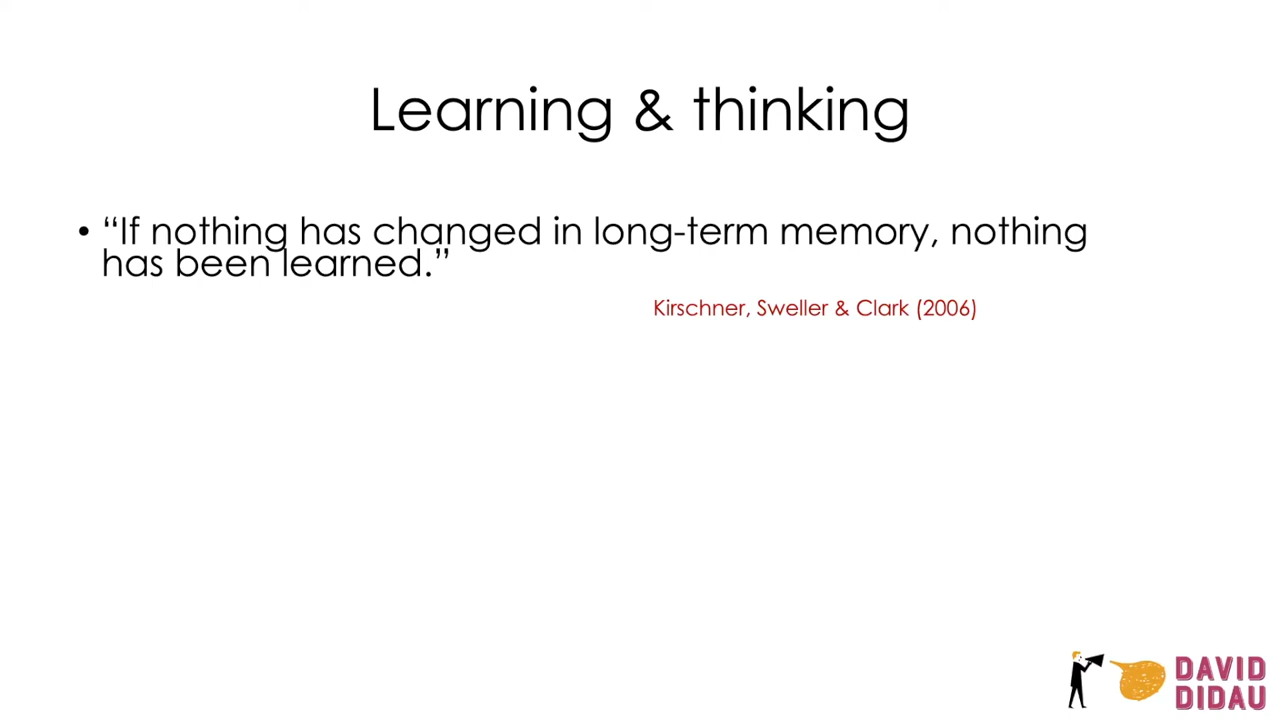 Learning & thinking
• “If nothing has changed in long-term memory, nothing
has been learned.”
Kirschner, Sweller & Clark (2006)
DAVID
DIDAU